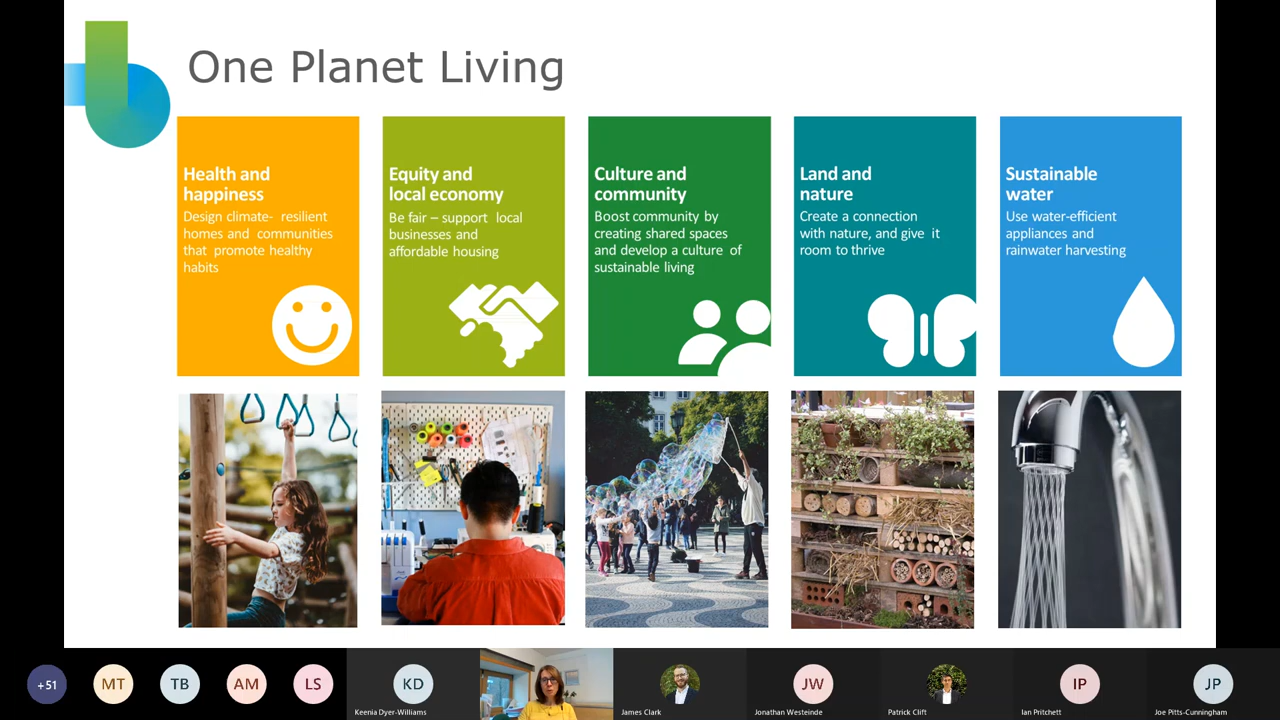 One Planet Living
Health and
happiness
Design climate- resilient
homes and communities
that promote healthy
habits
Equity and
local economy
Be fair – support local
businesses and
affordable housing
Culture and
community
Boost community by
creating shared spaces
and develop a culture of
sustainable living
Land and
nature
Create a connection
with nature, and give it
room to thrive
Sustainable
water
Use water-efficient
appliances and
rainwater harvesting
+51
MT
TB
AM
LS
KD
JW
IP
JP
Keenia Dyer-Williams
James Clark
Jonathan Westeinde
Patrick Clift
Ian Pritchett
Joe Pitts-Cunningham